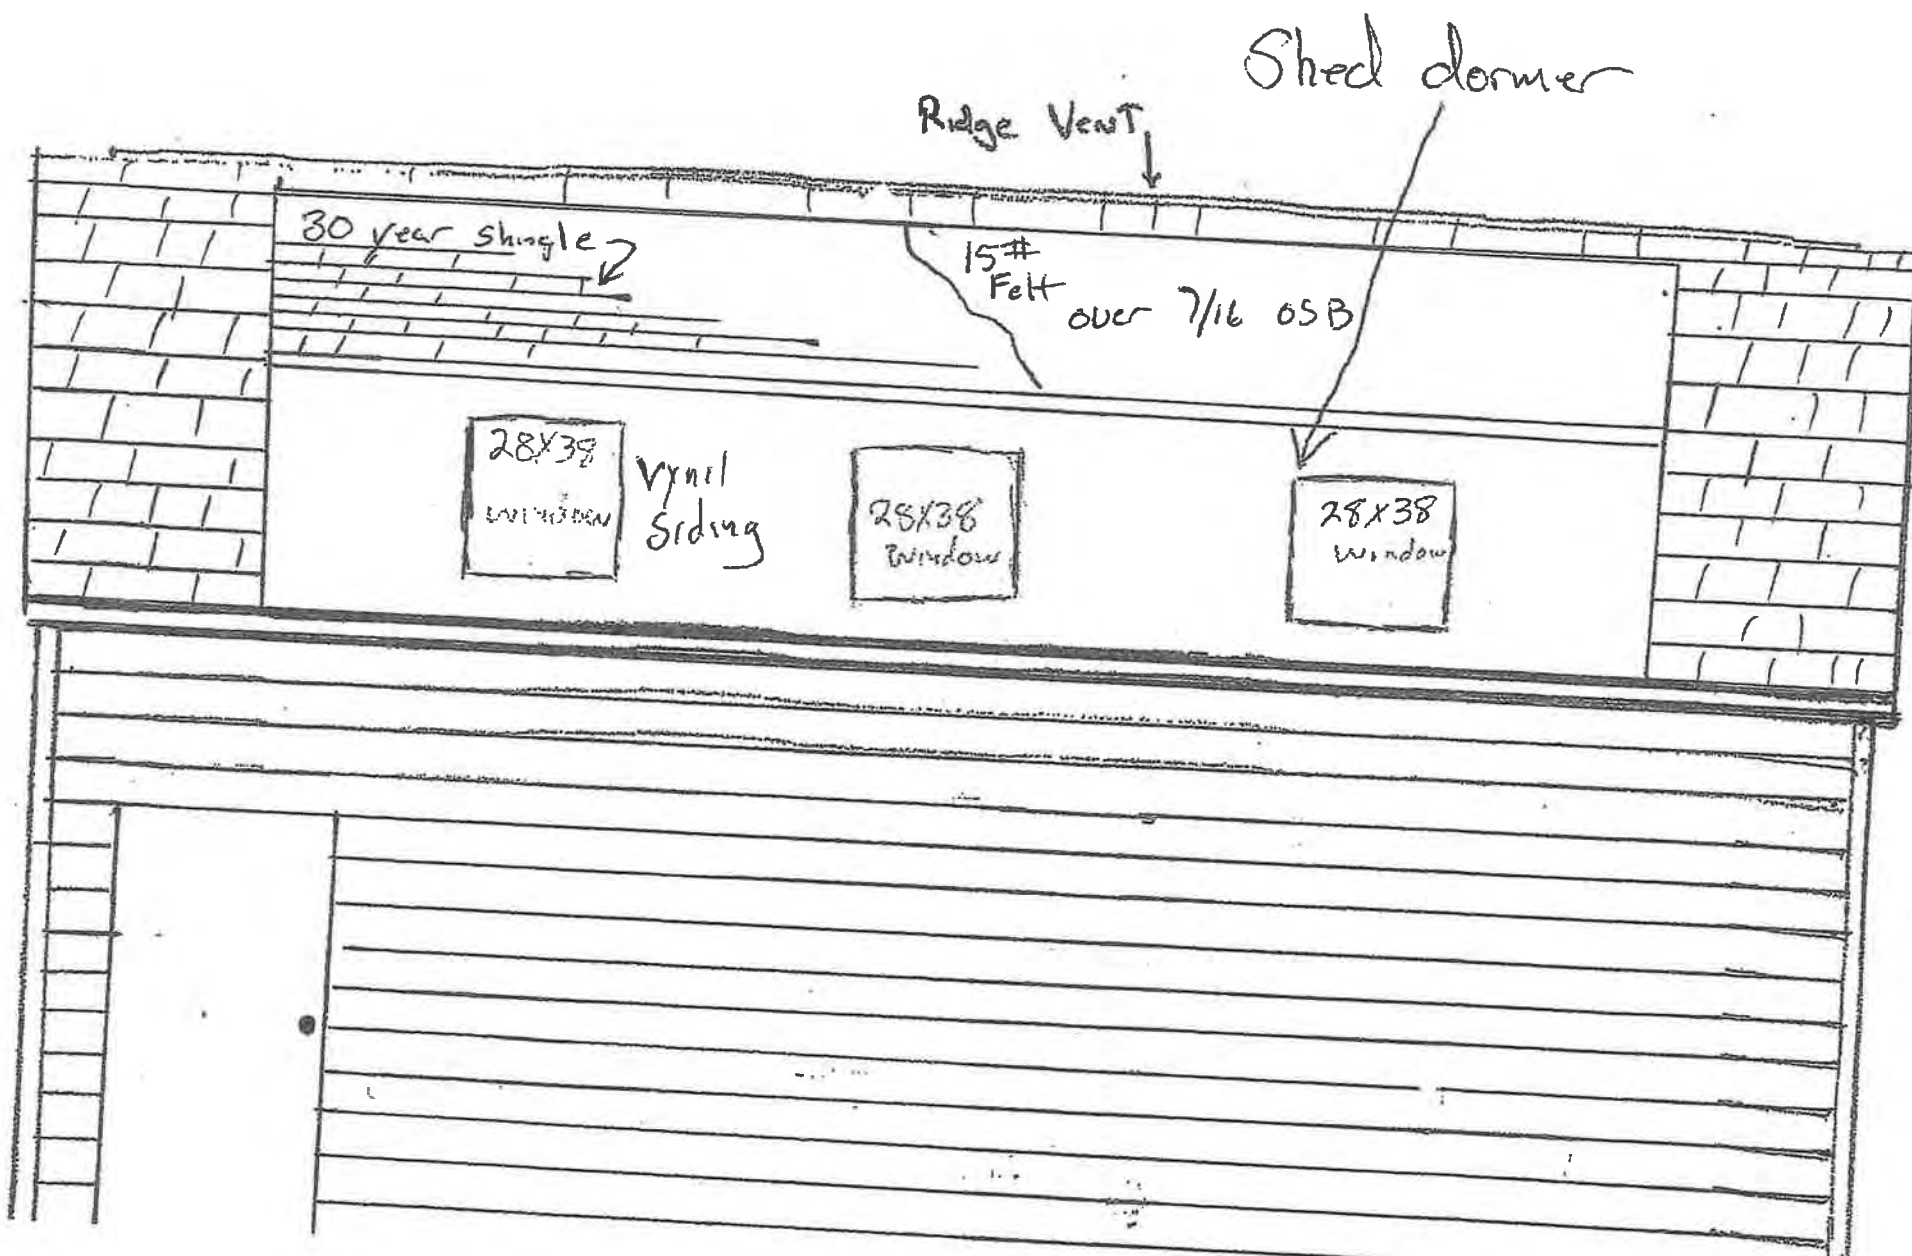 Shed dormer
Ridge Vent
30 year shingle
15#
Felt
over 7/16 OSB
28X38
window
Vynil
Siding
28X38
Window
28X38
window